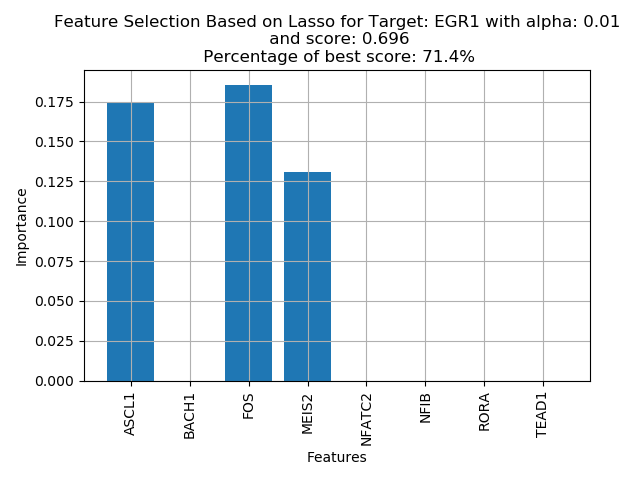 Feature Selection Based on Lasso for Target: EGR1 with alpha: 0.01
and score: 0.696
Percentage of best score: 71.4%
0.175
0.150
0.125
0.100
0.075
0.050
0.025
0.000
Importance
ASCL1
BACH1
FOS
MEIS2
NFATC2
NFIB
RORA
TEAD1
Features